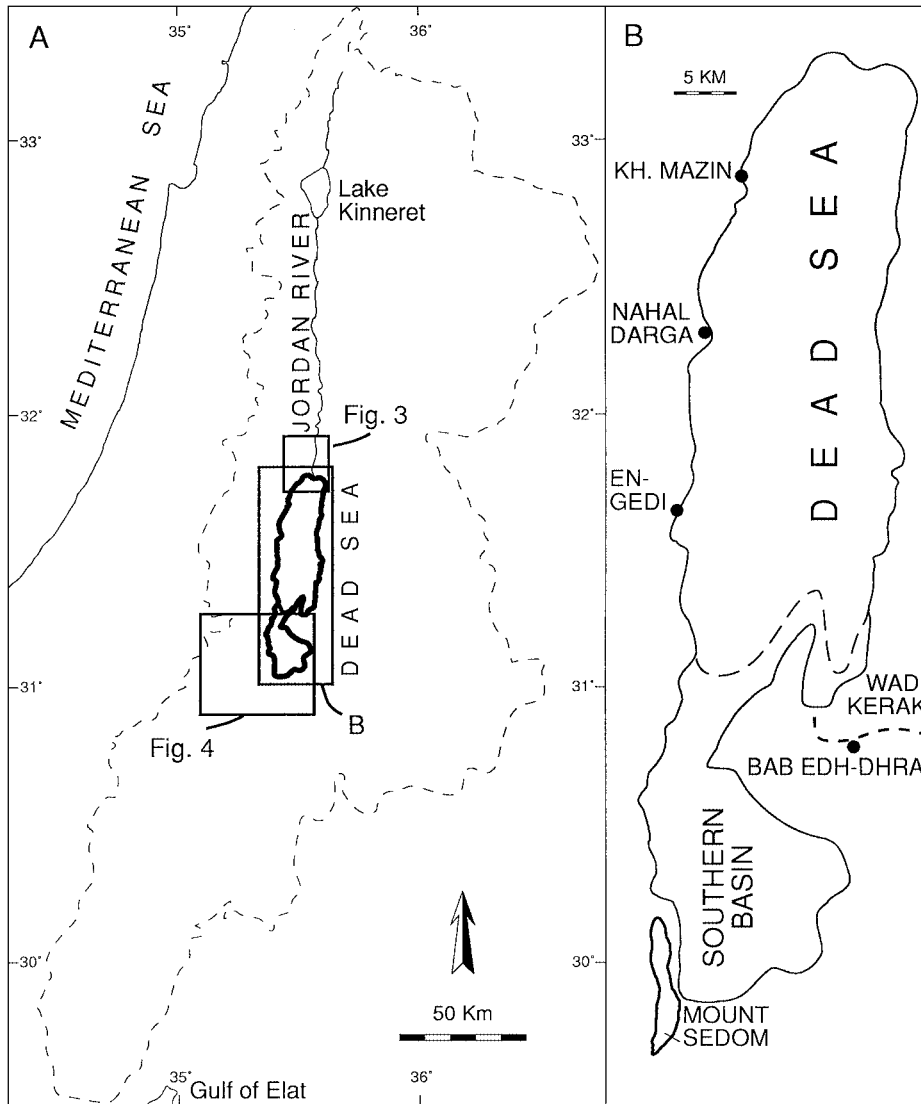 A
35°
36°
33°
32°
31°
30°
35°
36°
MEDITERRANEAN SEA
Lake
Kinneret
JORDAN RIVER
Fig. 3
DEAD SEA
B
Fig. 4
50 Km
Gulf of Elat
B
5 KM
KH. MAZIN
NAHAL
DARGA
EN-
GEDI
DEAD SEA
33°
32°
31°
30°
WAD
KERAK
BAB EDH-DHRA
SOUTHERN
BASIN
MOUNT
SEDOM